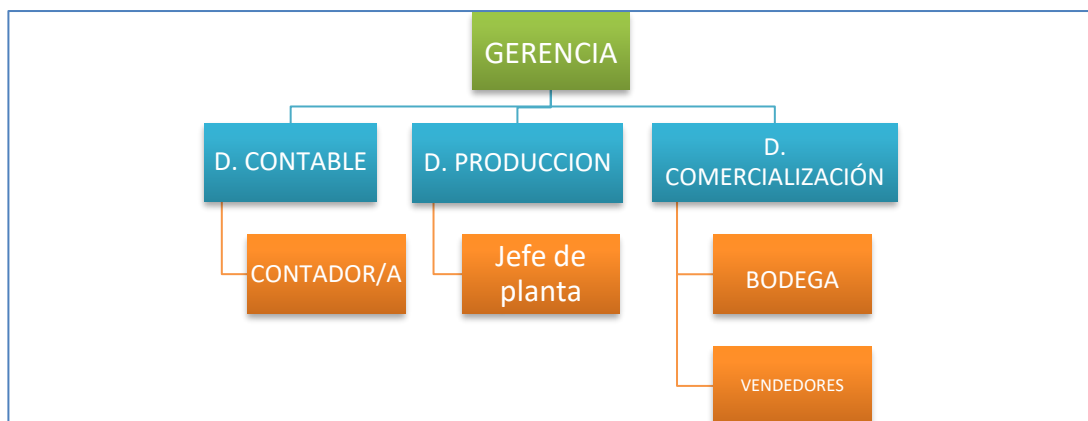 GERENCIA
D. CONTABLE
D. PRODUCCION
D.
COMERCIALIZACIÓN
CONTADOR/A
Jefe de
planta
BODEGA
VENDEDORES